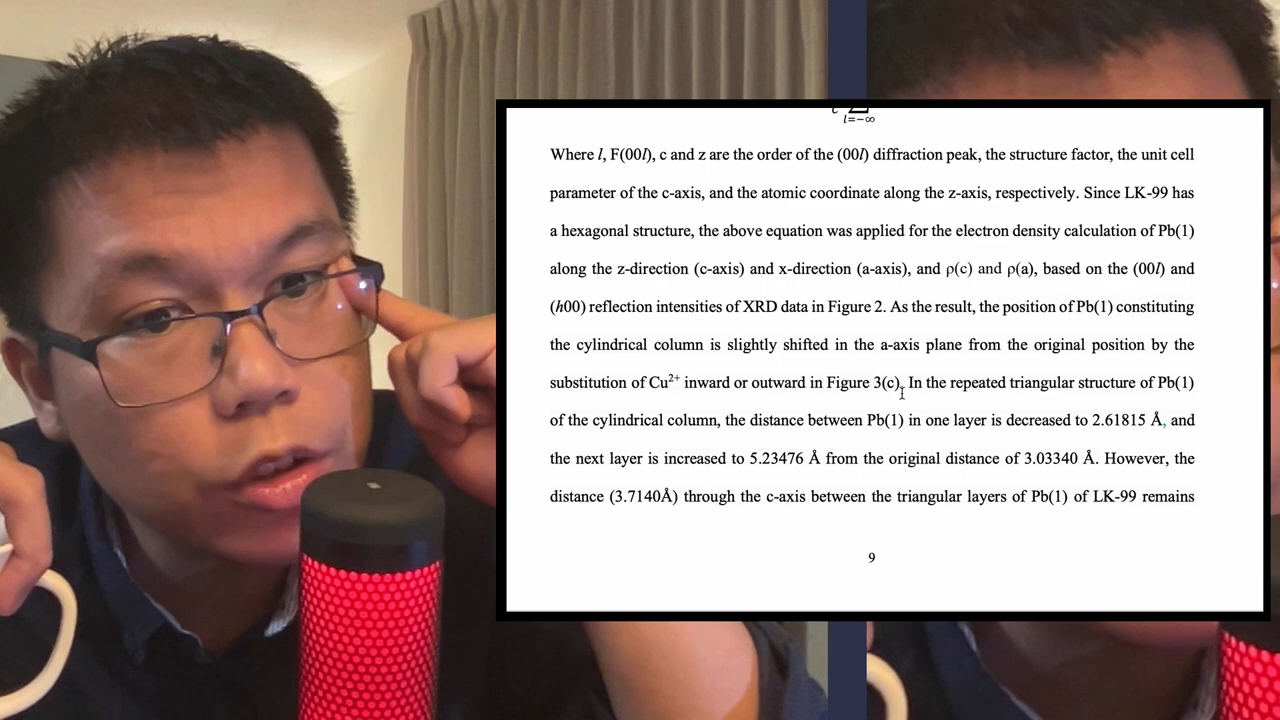 c ∑
l=−∞
Where l, F(00l), c and z are the order of the (00l) diffraction peak, the structure factor, the unit cell
parameter of the c-axis, and the atomic coordinate along the z-axis, respectively. Since LK-99 has
a hexagonal structure, the above equation was applied for the electron density calculation of Pb(1)
along the z-direction (c-axis) and x-direction (a-axis), and ρ(c) and ρ(a), based on the (00l) and
(h00) reflection intensities of XRD data in Figure 2. As the result, the position of Pb(1) constituting
the cylindrical column is slightly shifted in the a-axis plane from the original position by the
substitution of Cu²⁺ inward or outward in Figure 3(c). In the repeated triangular structure of Pb(1)
of the cylindrical column, the distance between Pb(1) in one layer is decreased to 2.61815 Å, and
the next layer is increased to 5.23476 Å from the original distance of 3.03340 Å. However, the
distance (3.7140Å) through the c-axis between the triangular layers of Pb(1) of LK-99 remains
9